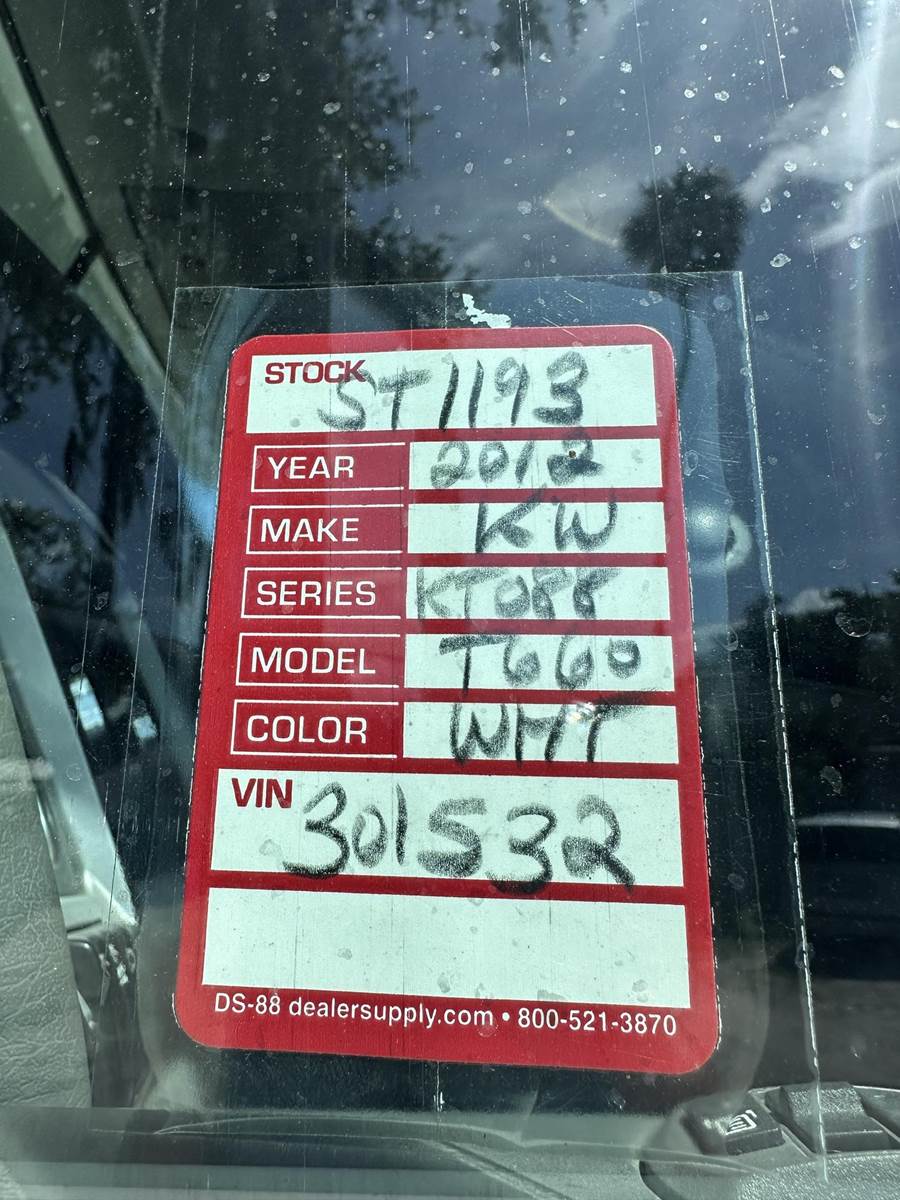 STOCK ST1193
YEAR 2012
MAKE KW
SERIES KT088
MODEL T660
COLOR WHT
VIN 301532
DS-88 dealersupply.com • 800-521-3870